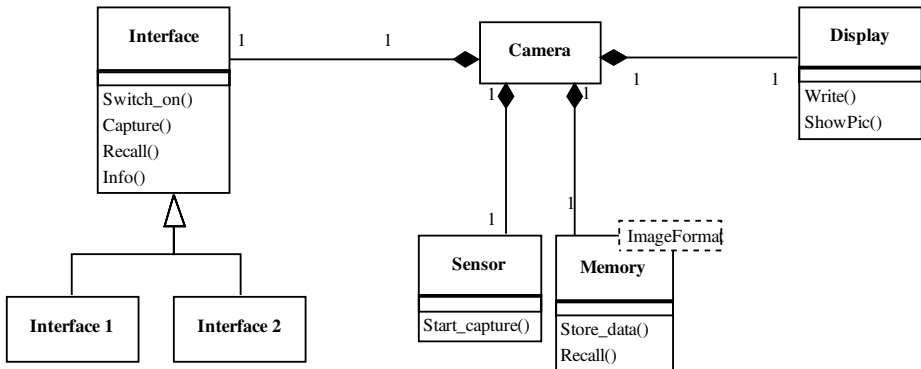 Interface
Switch_on()
Capture()
Recall()
Info()
1
1
Camera
1
1
Display
Write()
ShowPic()
1
1
1
1
ImageFormat
Sensor
Start_capture()
Memory
Store_data()
Recall()
Interface 1
Interface 2